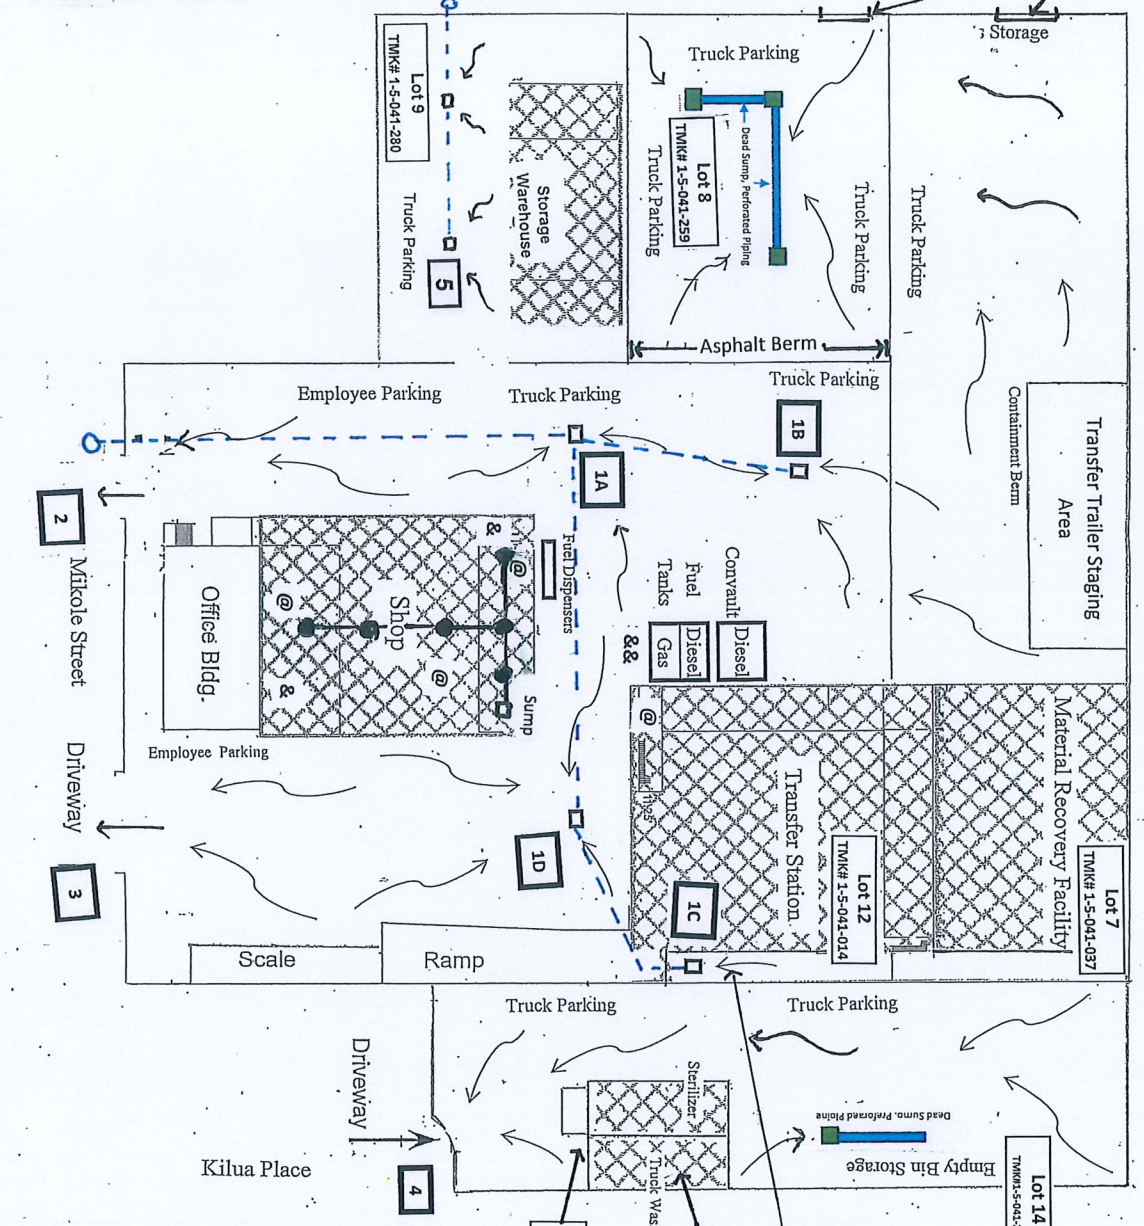 Storage
Truck Parking
Lot 9
TMK# 1-5-041-280
Truck Parking
5
Storage
Warehouse
Truck Parking
Lot 8
TMK# 1-5-041-259
Dead Sump, Perforated Piping
Truck Parking
Truck Parking
Asphalt Berm
Employee Parking
Truck Parking
Truck Parking
1B
1A
Containment Berm
Transfer Trailer Staging
Area
2
Mikole Street
Office Bldg.
Shop
&
@
@
@
&
Fuel Dispensers
Sump
Convault
Fuel
Tanks
Diesel
Diesel
Gas
&&
@
Material Recovery Facility
Lot 7
TMK# 1-5-041-037
Transfer Station
Lot 12
TMK# 1-5-041-014
Employee Parking
Driveway
3
1D
1C
Scale
Ramp
Truck Parking
Truck Parking
Driveway
Sterilizer
Truck Was
Dead Sump, Preforaed Piping
Empty Bin Storage
Lot 14
TMK#1-5-041
Kilua Place
4